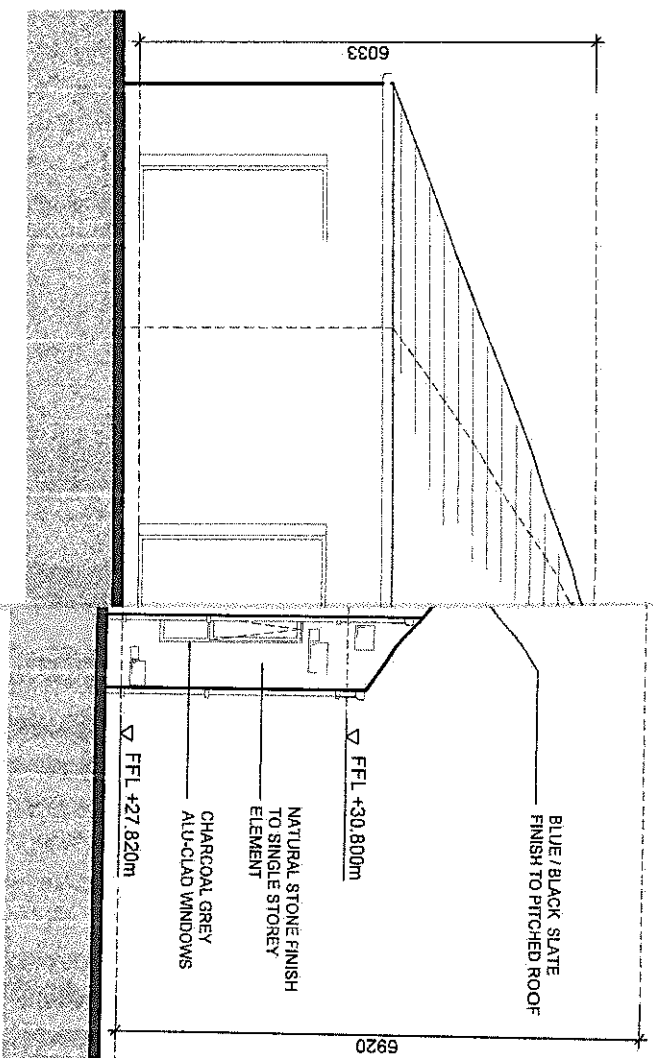 6033
BLUE / BLACK SLATE
FINISH TO PITCHED ROOF
▽ FFL +30.800m
NATURAL STONE FINISH
TO SINGLE STOREY
ELEMENT
CHARCOAL GREY
ALU-CLAD WINDOWS
▽ FFL +27.820m
6920